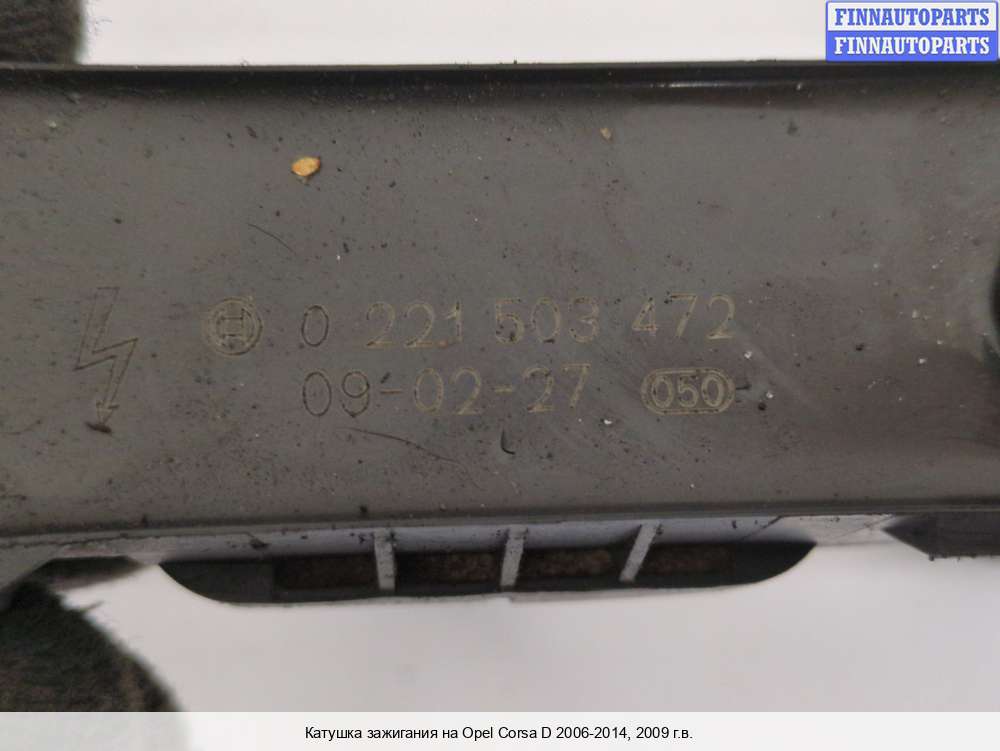 FINNAUTOPARTS
FINNAUTOPARTS
0 221 503 472
09-02-27 050
Катушка зажигания на Opel Corsa D 2006-2014, 2009 г.в.